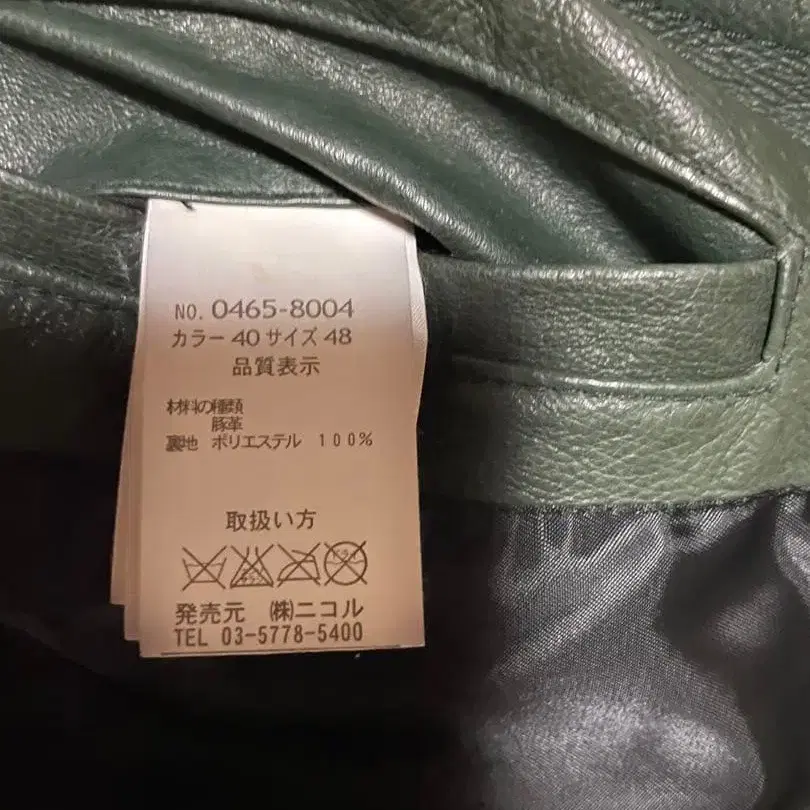 NO. 0465-8004
カラー 40 サイズ 48
品質表示
材料の種類
豚革
裏地 ポリエステル 100%
取扱い方
発売元 ㈱ニコル
TEL 03-5778-5400